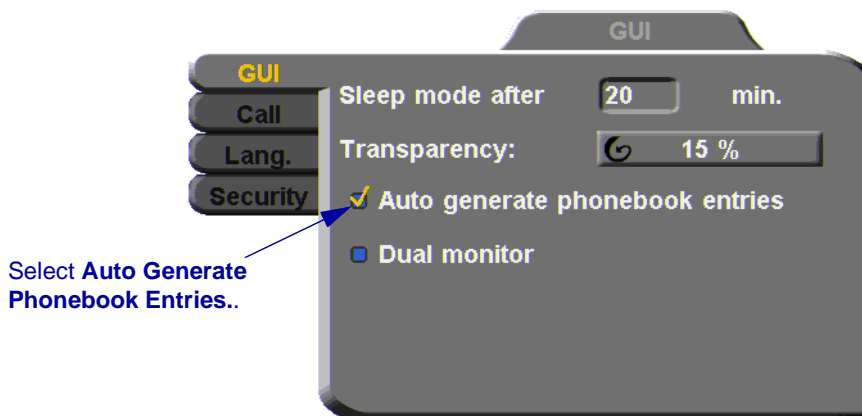 GUI
GUI
Call
Lang.
Security
Sleep mode after 20 min.
Transparency: 15 %
Auto generate phonebook entries
Dual monitor
Select Auto Generate
Phonebook Entries..